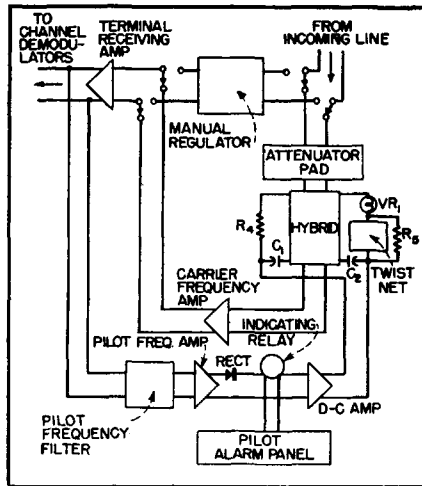 TO
CHANNEL
DEMODU-
LATORS
TERMINAL
RECEIVING
AMP
FROM
INCOMING LINE
MANUAL
REGULATOR
ATTENUATOR
PAD
VR1
R4
HYBRID
R5
C1
C2
TWIST
NET
CARRIER
FREQUENCY
AMP
INDICATING
RELAY
PILOT FREQ. AMP
RECT
D-C AMP
PILOT
FREQUENCY
FILTER
PILOT
ALARM PANEL